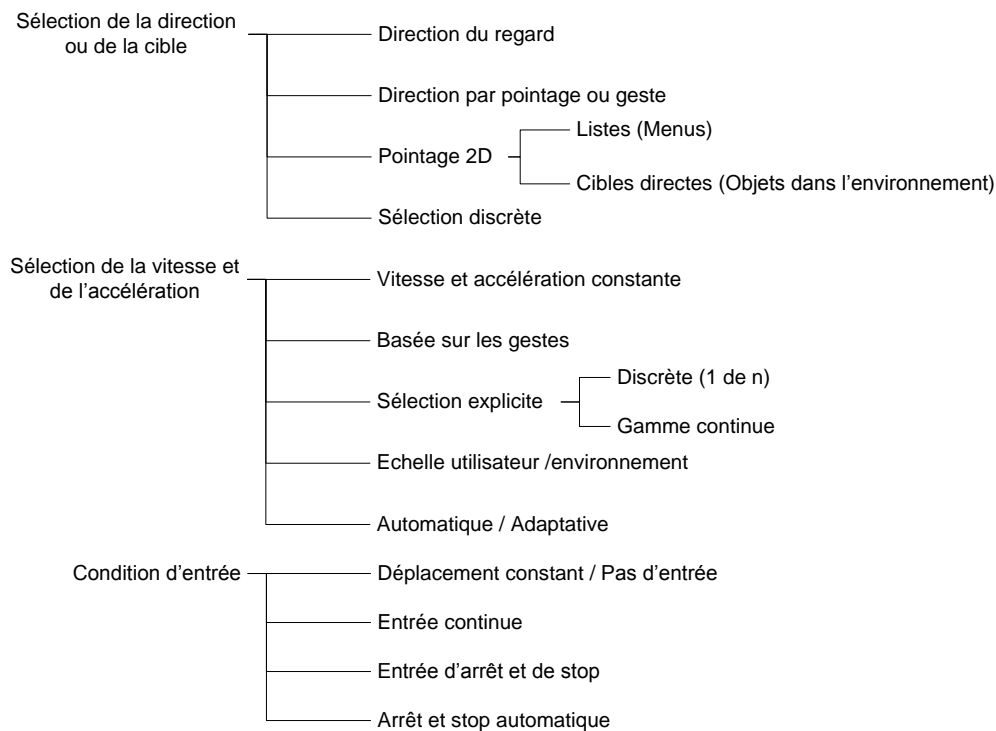 Sélection de la direction
ou de la cible
Direction du regard
Direction par pointage ou geste
Pointage 2D
Listes (Menus)
Cibles directes (Objets dans l'environnement)
Sélection discrète
Sélection de la vitesse et
de l'accélération
Vitesse et accélération constante
Basée sur les gestes
Sélection explicite
Discrète (1 de n)
Gamme continue
Echelle utilisateur /environnement
Automatique / Adaptative
Condition d'entrée
Déplacement constant / Pas d'entrée
Entrée continue
Entrée d'arrêt et de stop
Arrêt et stop automatique